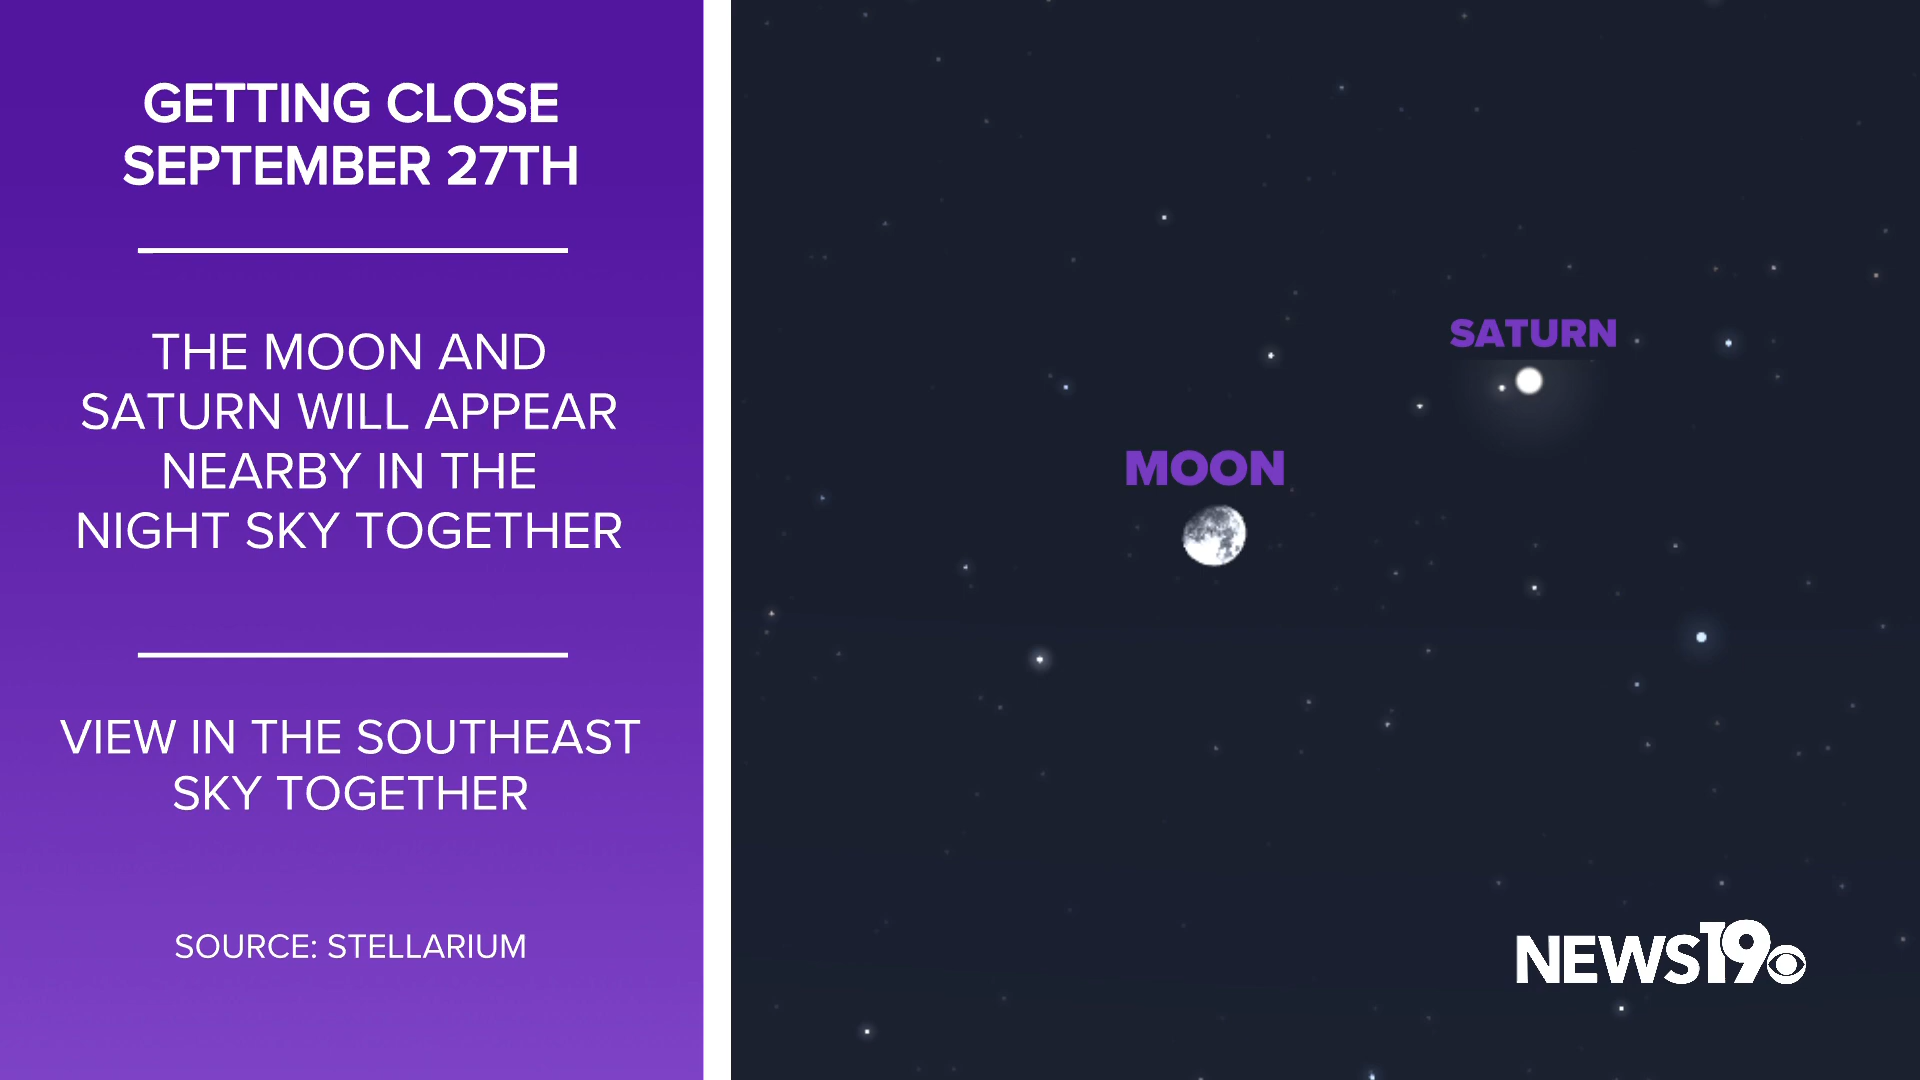 GETTING CLOSE
SEPTEMBER 27TH
THE MOON AND
SATURN WILL APPEAR
NEARBY IN THE
NIGHT SKY TOGETHER
VIEW IN THE SOUTHEAST
SKY TOGETHER
SOURCE: STELLARIUM
SATURN
MOON
NEWS19